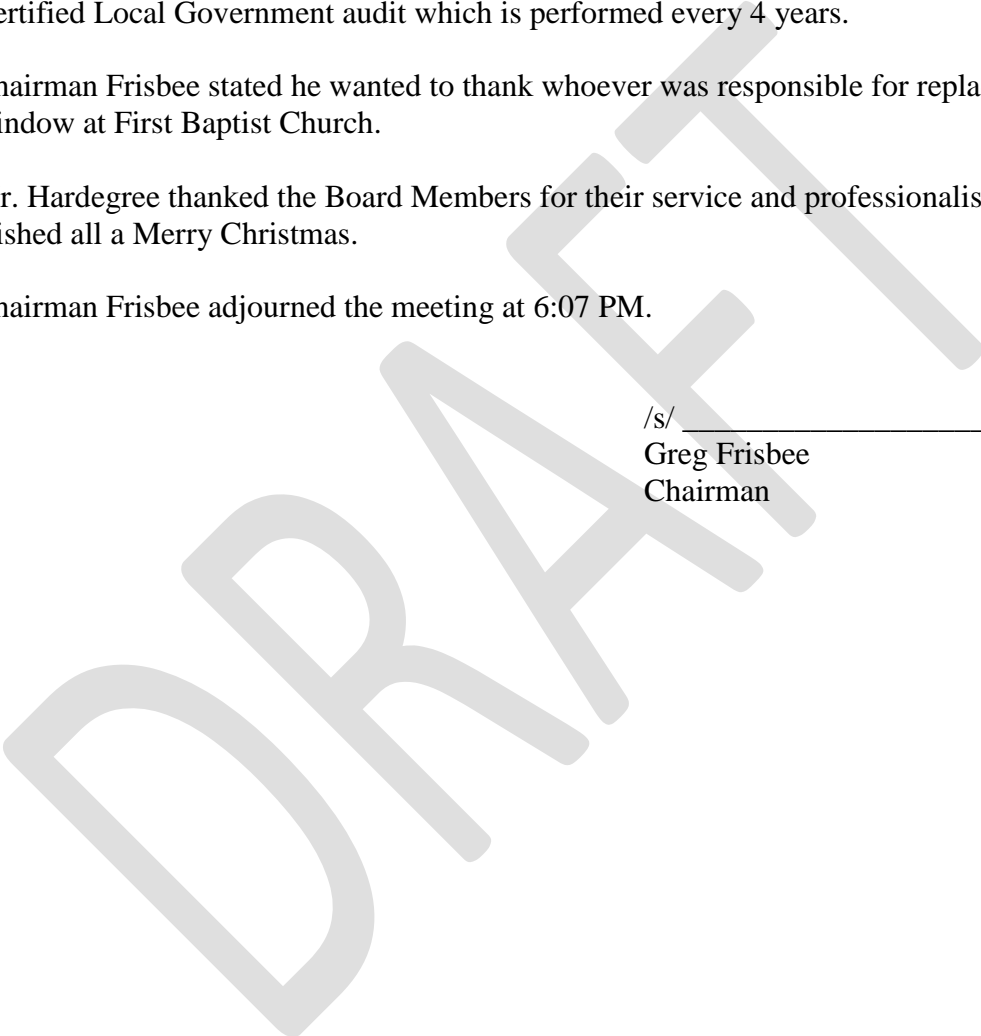 ertified Local Government audit which is performed every 4 years.
hairman Frisbee stated he wanted to thank whoever was responsible for repla
indow at First Baptist Church.
r. Hardegree thanked the Board Members for their service and professionalis
ished all a Merry Christmas.
hairman Frisbee adjourned the meeting at 6:07 PM.
/s/ ____________________
Greg Frisbee
Chairman
DRAFT